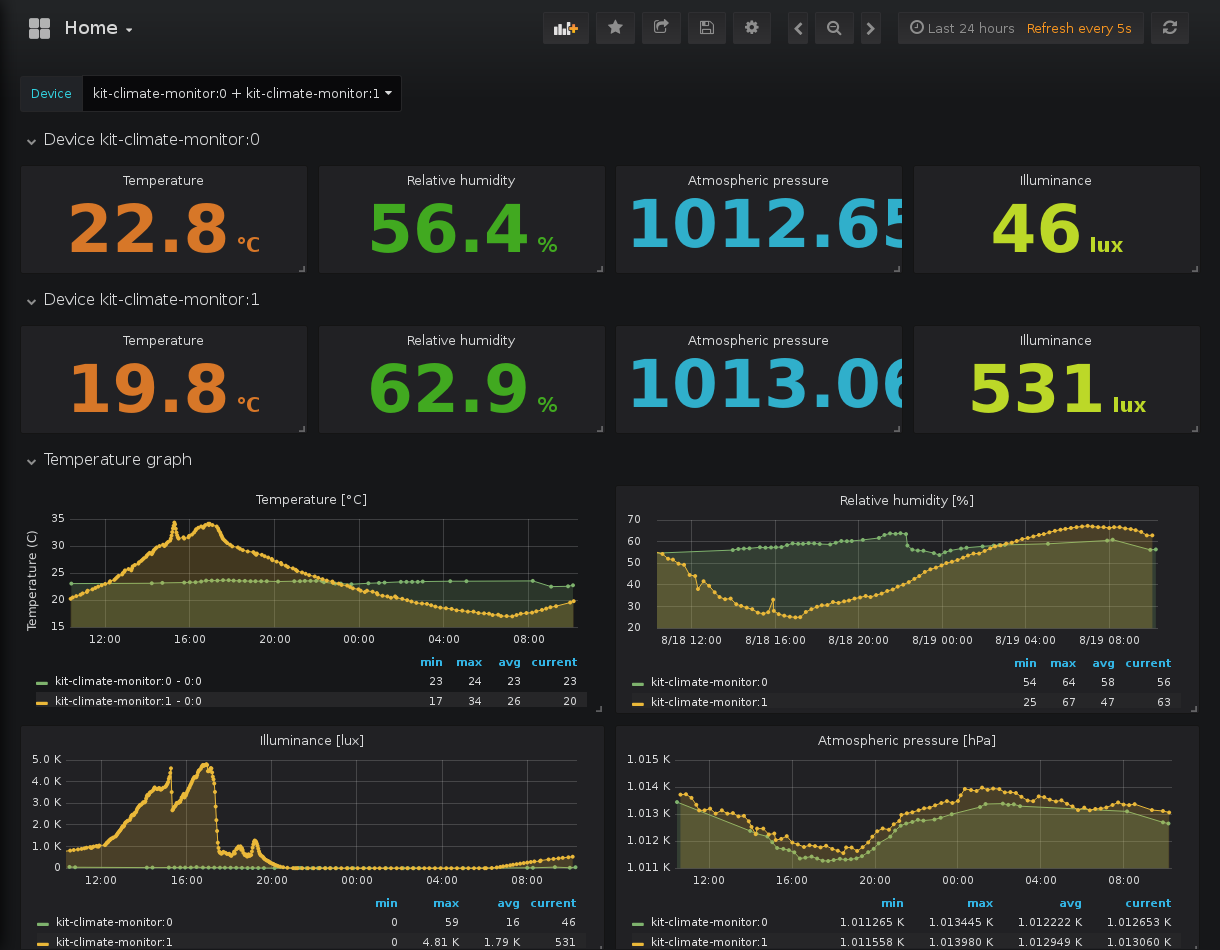 Home
Last 24 hours Refresh every 5s
Device kit-climate-monitor:0 + kit-climate-monitor:1
Device kit-climate-monitor:0
Temperature Relative humidity Atmospheric pressure Illuminance
22.8 °C 56.4 % 1012.65 46 lux
Device kit-climate-monitor:1
Temperature Relative humidity Atmospheric pressure Illuminance
19.8 °C 62.9 % 1013.06 531 lux
Temperature graph
Temperature [°C]
Temperature (C)
35
30
25
20
15
12:00 16:00 20:00 00:00 04:00 08:00
min max avg current
kit-climate-monitor:0 - 0:0 23 24 23 23
kit-climate-monitor:1 - 0:0 17 34 26 20
Relative humidity [%]
70
60
50
40
30
20
8/18 12:00 8/18 16:00 8/18 20:00 8/19 00:00 8/19 04:00 8/19 08:00
min max avg current
kit-climate-monitor:0 54 64 58 56
kit-climate-monitor:1 25 67 47 63
Illuminance [lux]
5.0 K
4.0 K
3.0 K
2.0 K
1.0 K
0
12:00 16:00 20:00 00:00 04:00 08:00
min max avg current
kit-climate-monitor:0 0 59 16 46
kit-climate-monitor:1 0 4.81 K 1.79 K 531
Atmospheric pressure [hPa]
1.015 K
1.014 K
1.013 K
1.012 K
1.011 K
12:00 16:00 20:00 00:00 04:00 08:00
min max avg current
kit-climate-monitor:0 1.011265 K 1.013445 K 1.012222 K 1.012653 K
kit-climate-monitor:1 1.011558 K 1.013980 K 1.012949 K 1.013060 K